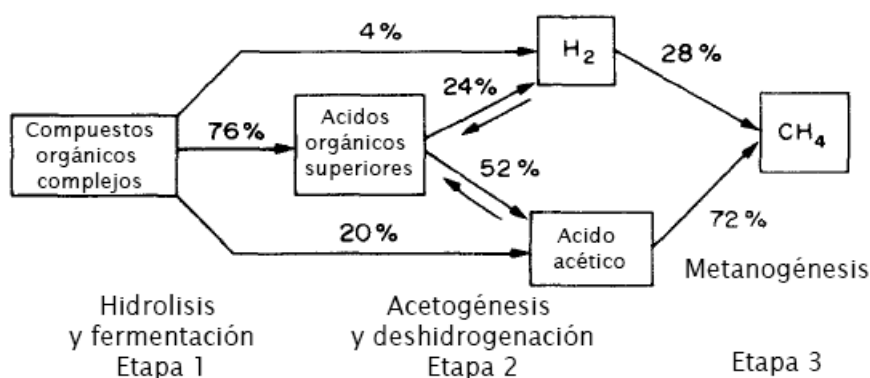 4%
H2
28%
24%
Acidos
orgánicos
superiores
76%
Compuestos
orgánicos
complejos
CH4
52%
20%
Acido
acético
72%
Metanogénesis
Hidrolisis
y fermentación
Etapa 1
Acetogénesis
y deshidrogenación
Etapa 2
Etapa 3